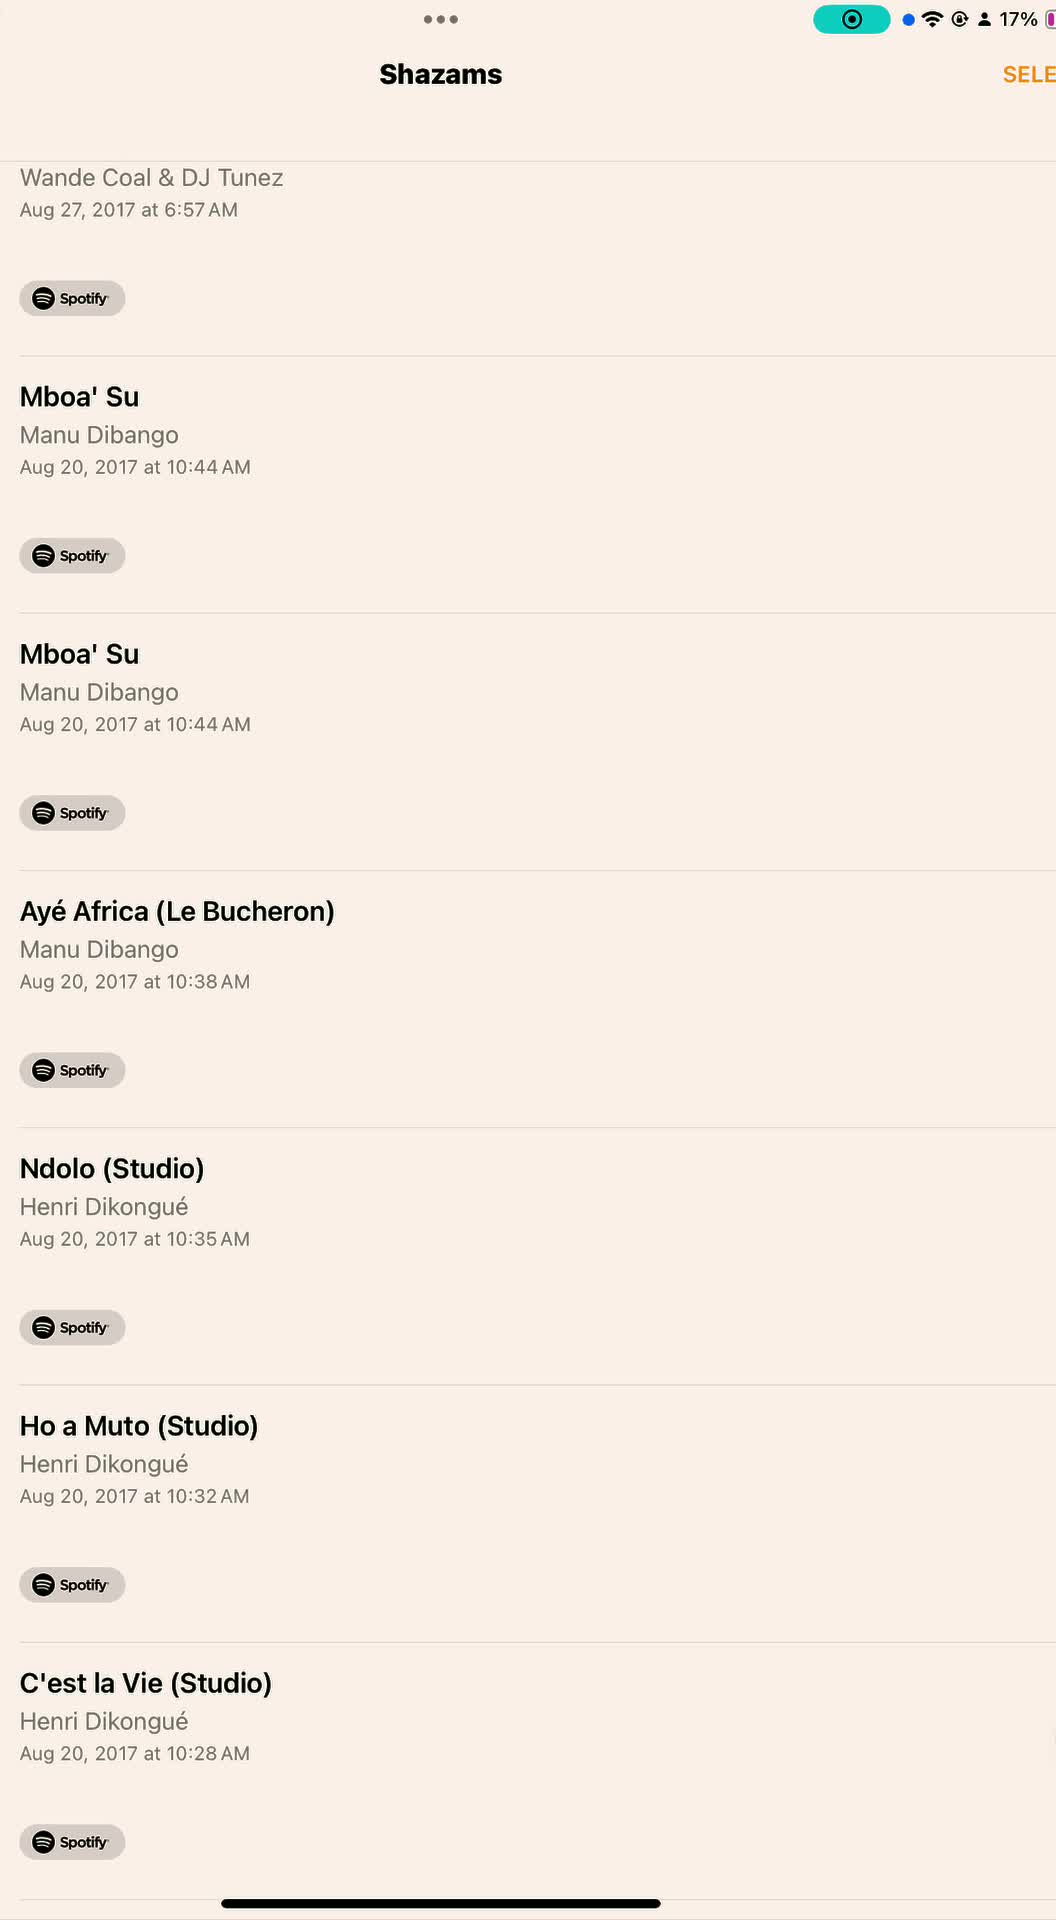 17%
Shazams
SELE
Wande Coal & DJ Tunez
Aug 27, 2017 at 6:57 AM
Spotify
Mboa' Su
Manu Dibango
Aug 20, 2017 at 10:44 AM
Spotify
Mboa' Su
Manu Dibango
Aug 20, 2017 at 10:44 AM
Spotify
Ayé Africa (Le Bucheron)
Manu Dibango
Aug 20, 2017 at 10:38 AM
Spotify
Ndolo (Studio)
Henri Dikongué
Aug 20, 2017 at 10:35 AM
Spotify
Ho a Muto (Studio)
Henri Dikongué
Aug 20, 2017 at 10:32 AM
Spotify
C'est la Vie (Studio)
Henri Dikongué
Aug 20, 2017 at 10:28 AM
Spotify